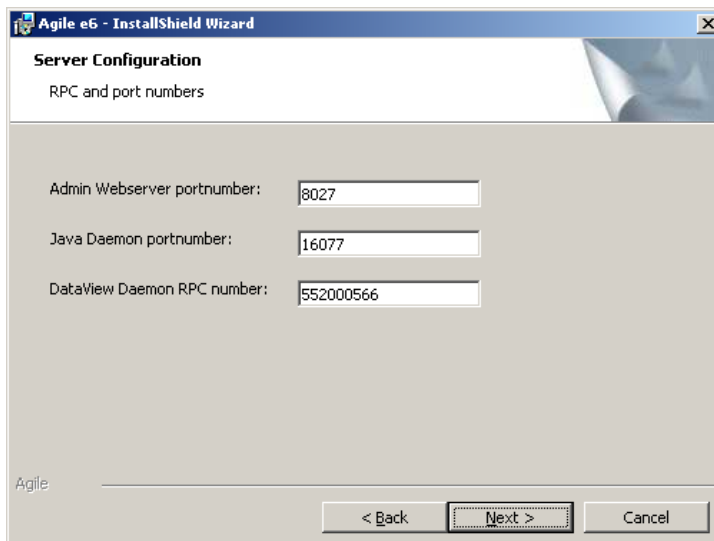 Agile e6 - InstallShield Wizard
Server Configuration
RPC and port numbers
Admin Webserver portnumber: 8027
Java Daemon portnumber: 16077
DataView Daemon RPC number: 552000566
Agile
< Back Next > Cancel